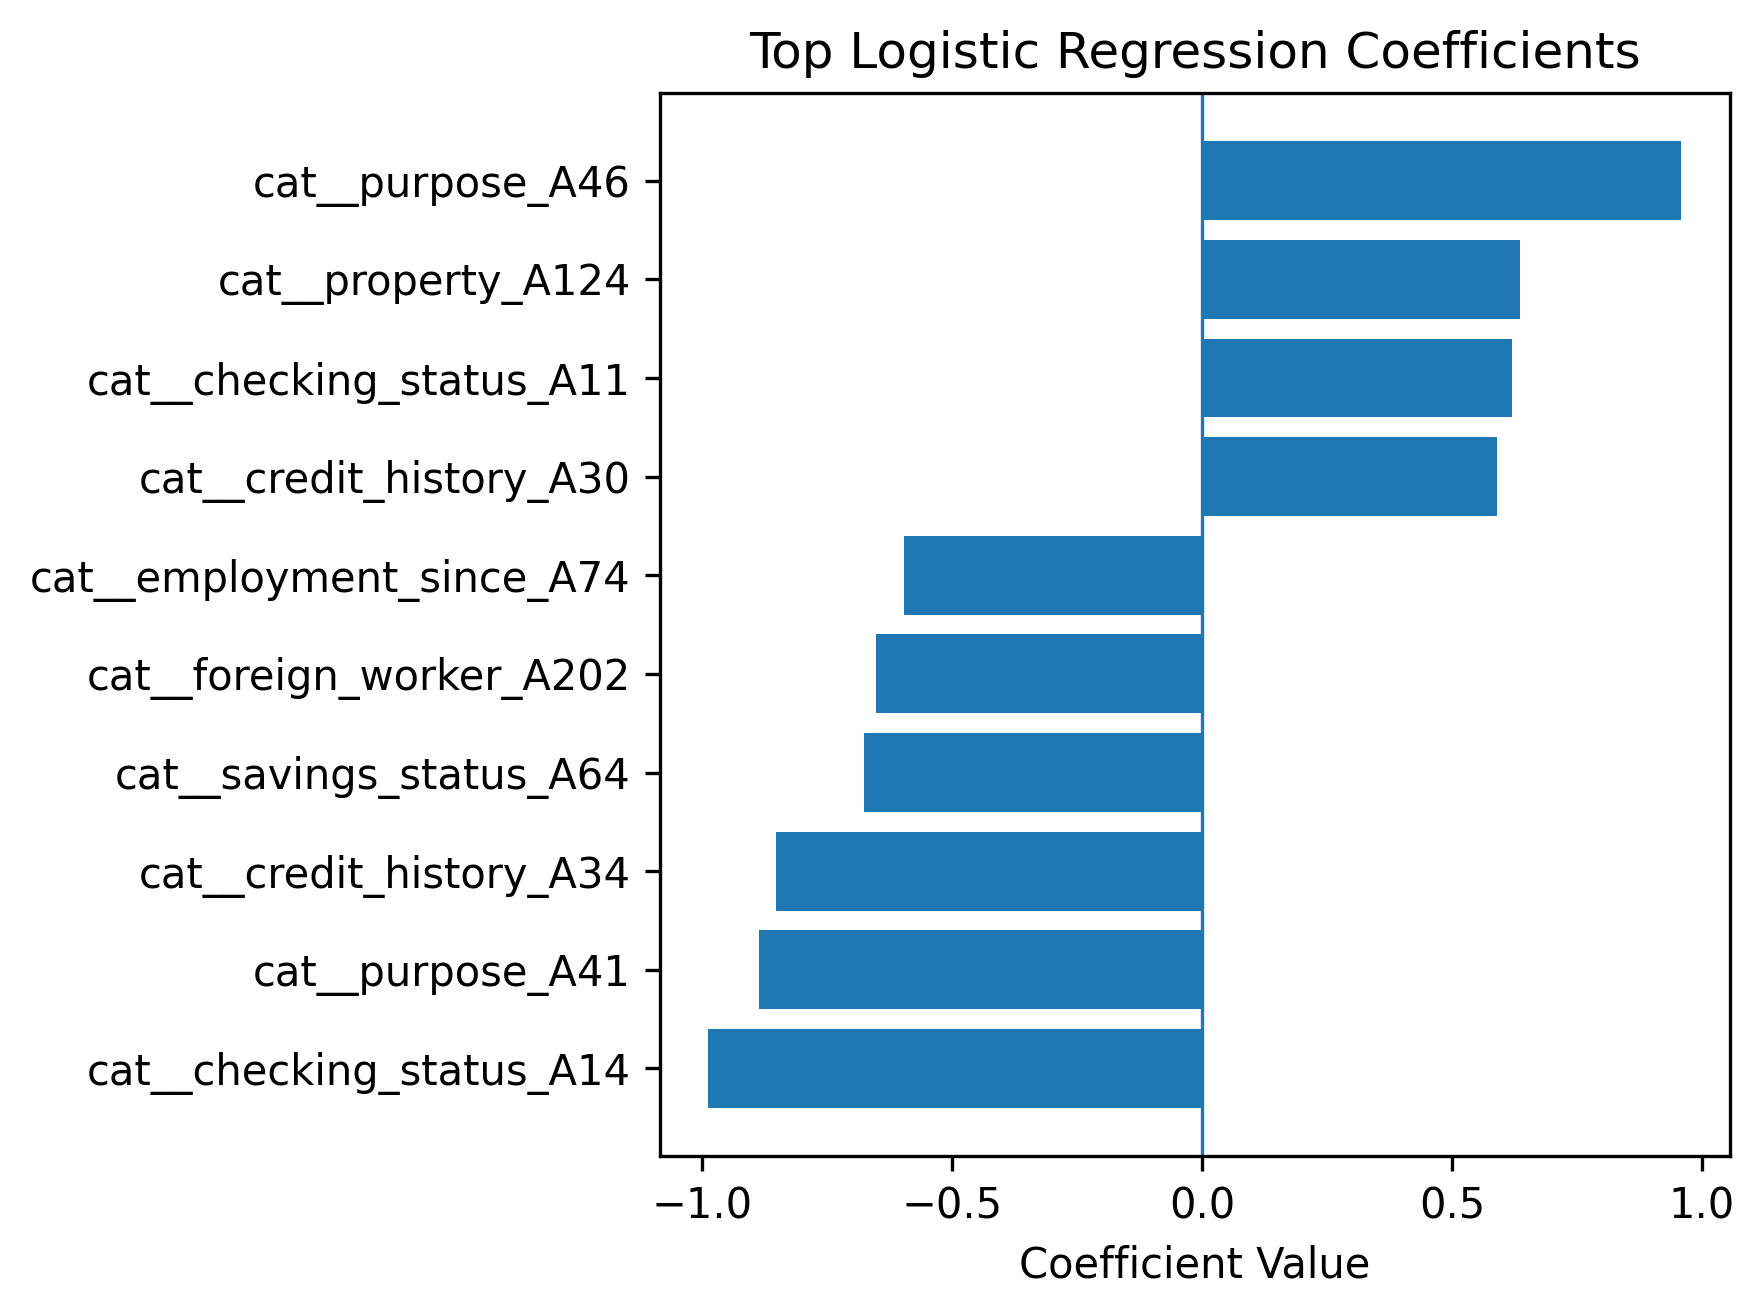 Top Logistic Regression Coefficients
cat__purpose_A46
cat__property_A124
cat__checking_status_A11
cat__credit_history_A30
cat__employment_since_A74
cat__foreign_worker_A202
cat__savings_status_A64
cat__credit_history_A34
cat__purpose_A41
cat__checking_status_A14
−1.0 −0.5 0.0 0.5 1.0
Coefficient Value